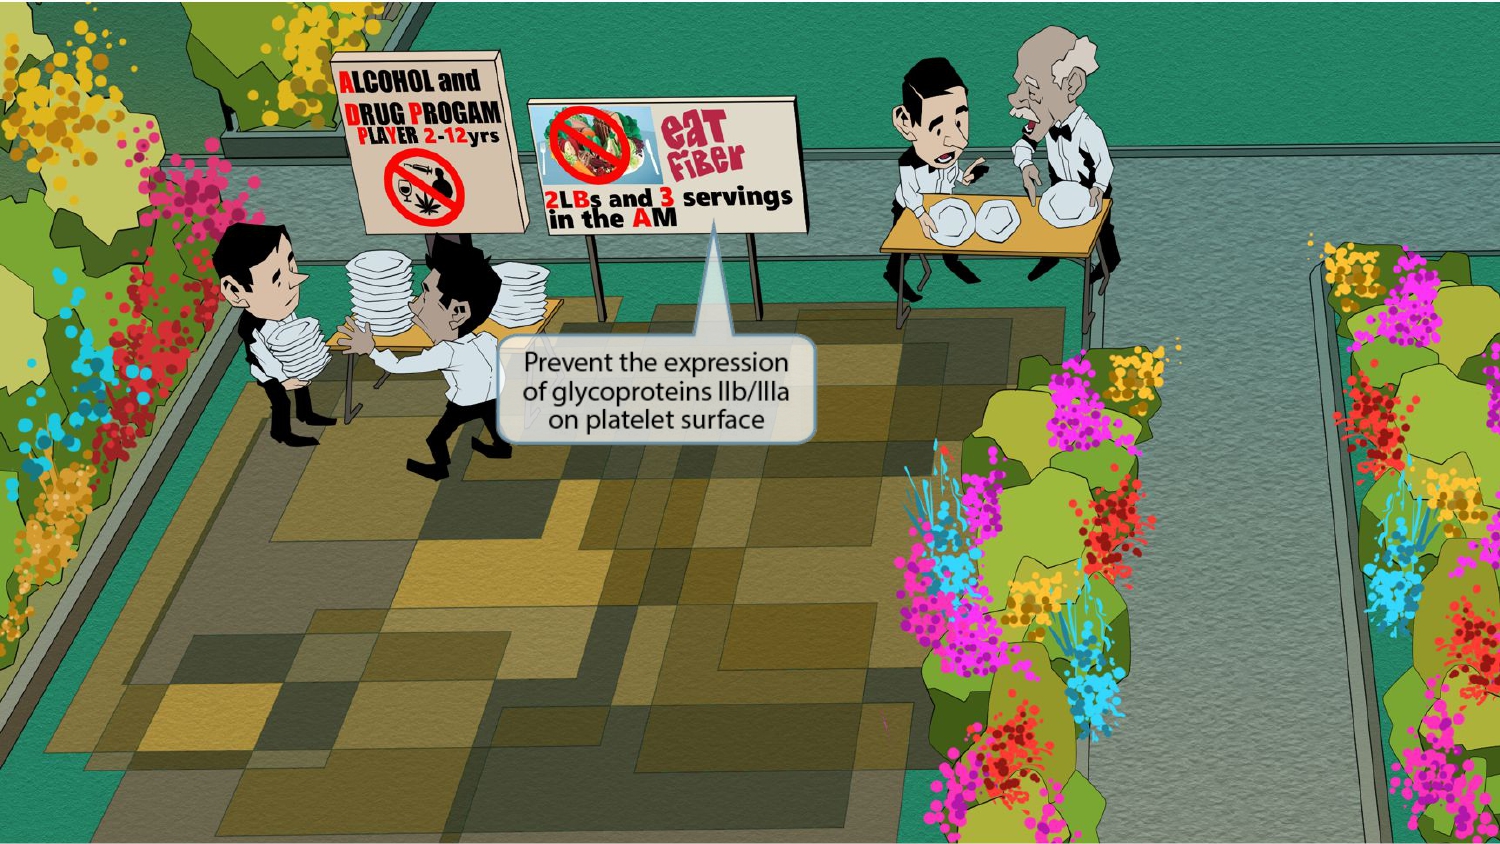 ALCOHOL and
DRUG PROGAM
PLAYER 2-12yrs
eat
fiber
2LBs and 3 servings
in the AM
Prevent the expression
of glycoproteins IIb/IIIa
on platelet surface